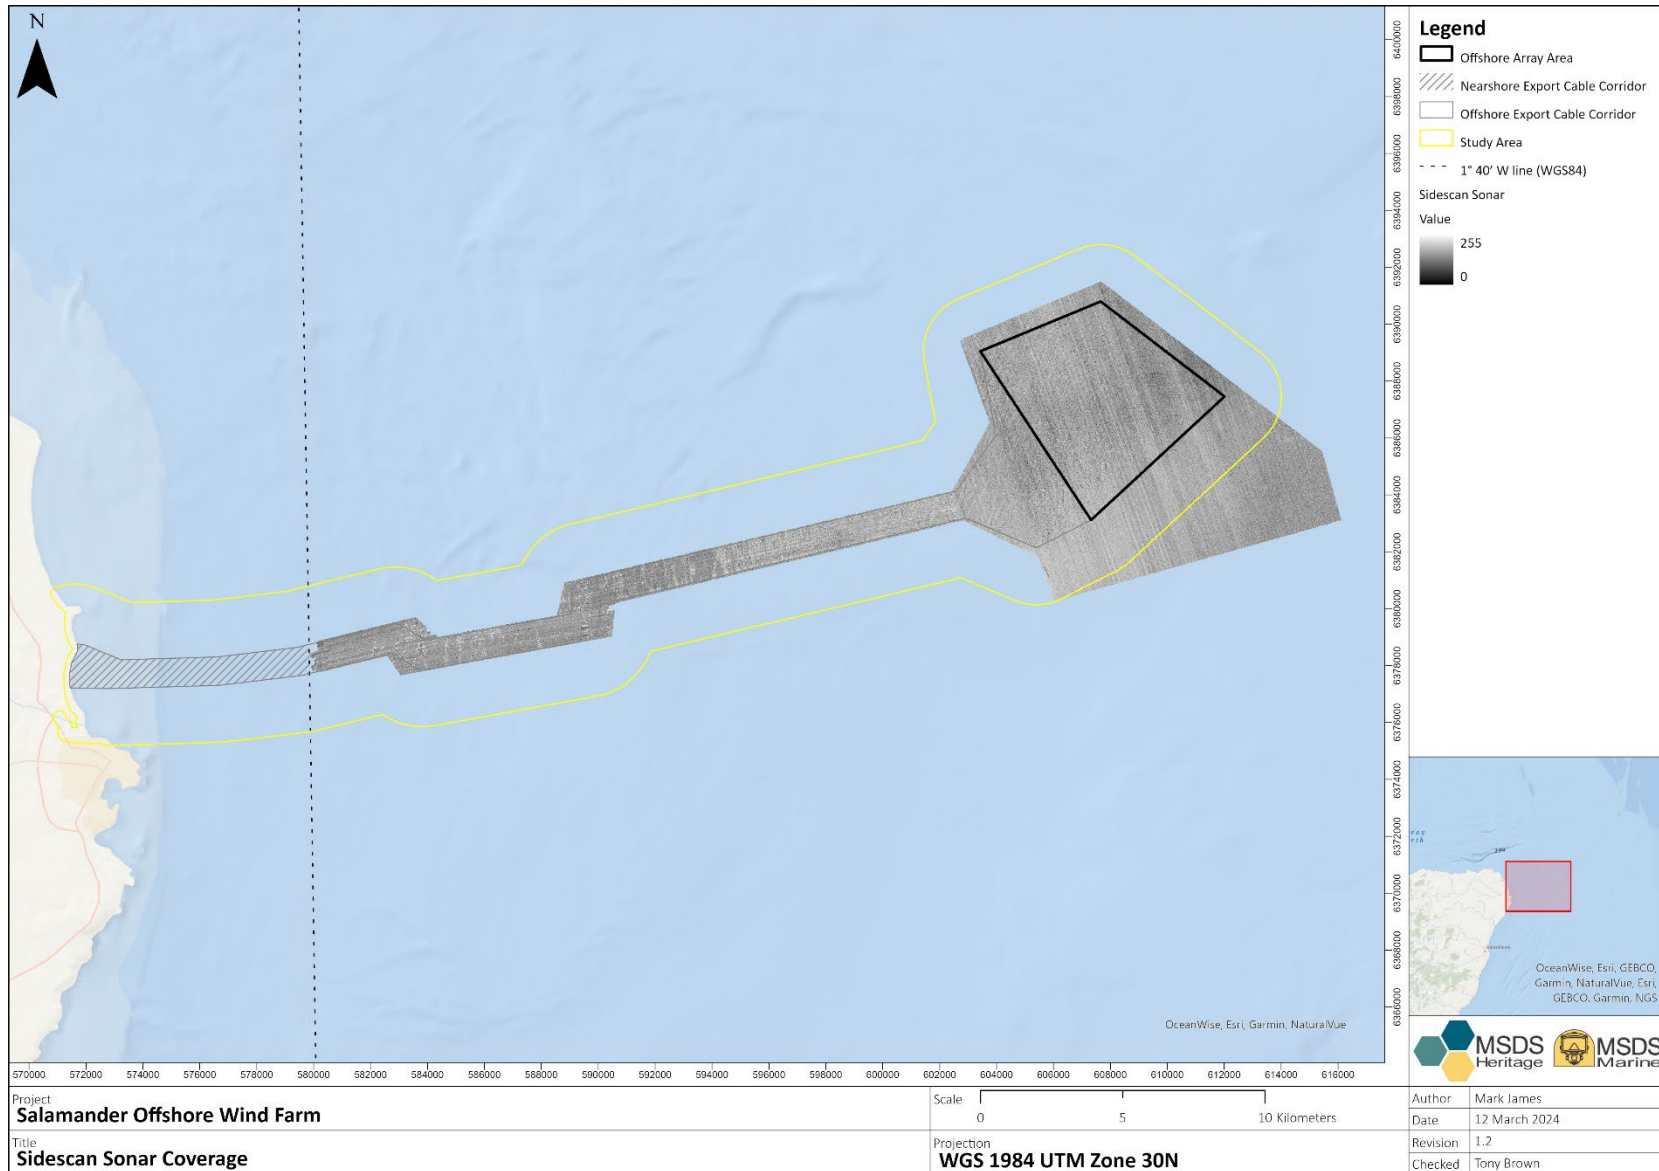 N
Legend
Offshore Array Area
Nearshore Export Cable Corridor
Offshore Export Cable Corridor
Study Area
1° 40' W line (WGS84)
Sidescan Sonar
Value
255
0
6400000
6398000
6396000
6394000
6392000
6390000
6388000
6386000
6384000
6382000
6380000
6378000
6376000
6374000
6372000
6370000
6368000
6366000
OceanWise, Esri, Garmin, NaturalVue
570000 572000 574000 576000 578000 580000 582000 584000 586000 588000 590000 592000 594000 596000 598000 600000 602000 604000 606000 608000 610000 612000 614000 616000
OceanWise, Esri, GEBCO,
Garmin, NaturalVue, Esri,
GEBCO, Garmin, NGS
MSDS Heritage
MSDS Marine
Project
Salamander Offshore Wind Farm
Title
Sidescan Sonar Coverage
Scale
0 5 10 Kilometers
Projection
WGS 1984 UTM Zone 30N
Author Mark James
Date 12 March 2024
Revision 1.2
Checked Tony Brown